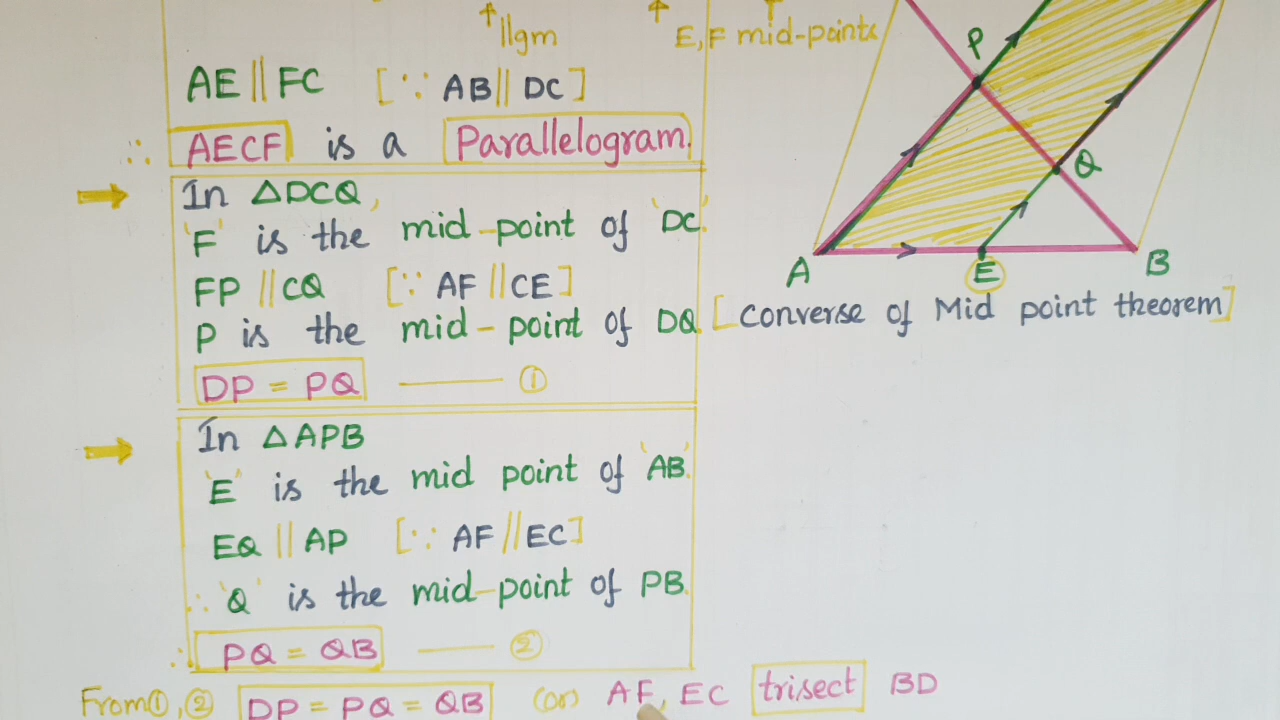 ↑ ||gm ↑ E, F mid-points
AE || FC [∵ AB || DC]
∴ AECF is a Parallelogram.
In △DCQ,
'F' is the mid-point of 'DC'.
FP || CQ [∵ AF || CE]
P is the mid-point of DQ. [converse of Mid point theorem]
DP = PQ —— ①
In △APB
'E' is the mid point of 'AB'.
EQ || AP [∵ AF || EC]
∴ 'Q' is the mid-point of PB.
∴ PQ = QB —— ②
From ①, ② DP = PQ = QB (or) AF, EC trisect BD
P
Q
A
E
B